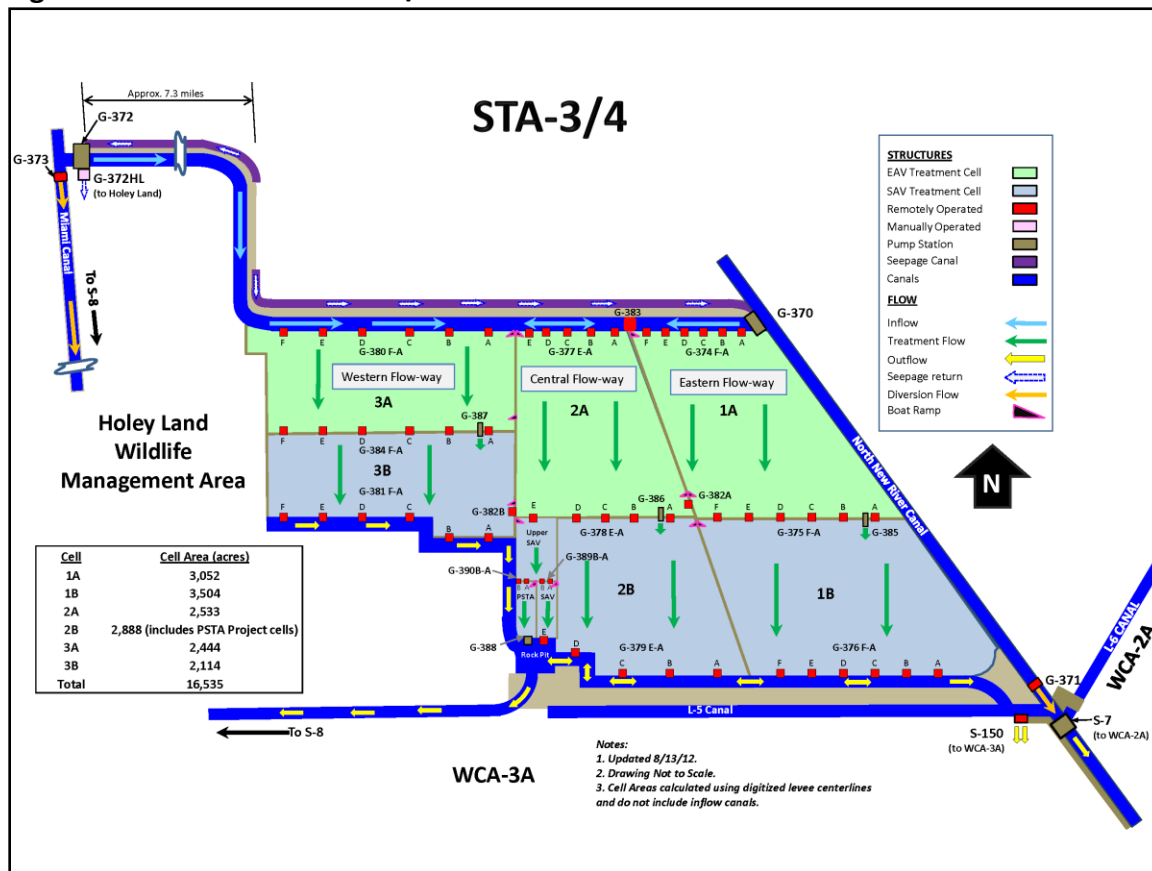 Approx. 7.3 miles
STA-3/4
G-372
G-373
G-372HL
(to Holey Land)
Miami Canal
To S-8
STRUCTURES
EAV Treatment Cell
SAV Treatment Cell
Remotely Operated
Manually Operated
Pump Station
Seepage Canal
Canals
FLOW
Inflow
Treatment Flow
Outflow
Seepage return
Diversion Flow
Boat Ramp
G-383
G-370
F E D C B A
E D C B A
F E D C B A
G-380 F-A
G-377 E-A
G-374 F-A
Western Flow-way
Central Flow-way
Eastern Flow-way
3A
2A
1A
G-387
Holey Land
Wildlife
Management Area
F E D C B A
G-384 F-A
3B
G-381 F-A
F E D C
B A
G-382B
G-386
G-382A
E D C B A
F E D C B A
G-378 E-A
G-375 F-A
G-385
North New River Canal
N
Upper
SAV
G-389B-A
G-390B-A
B A B A
PSTA SAV
2B
1B
G-388
E
D
Rock Pit
G-379 E-A
G-376 F-A
C B A
F E D C B A
Cell Cell Area (acres)
1A 3,052
1B 3,504
2A 2,533
2B 2,888 (includes PSTA Project cells)
3A 2,444
3B 2,114
Total 16,535
L-6 CANAL
WCA-2A
G-371
L-5 Canal
S-7
(to WCA-2A)
S-150
(to WCA-3A)
To S-8
WCA-3A
Notes:
1. Updated 8/13/12.
2. Drawing Not to Scale.
3. Cell Areas calculated using digitized levee centerlines
and do not include inflow canals.